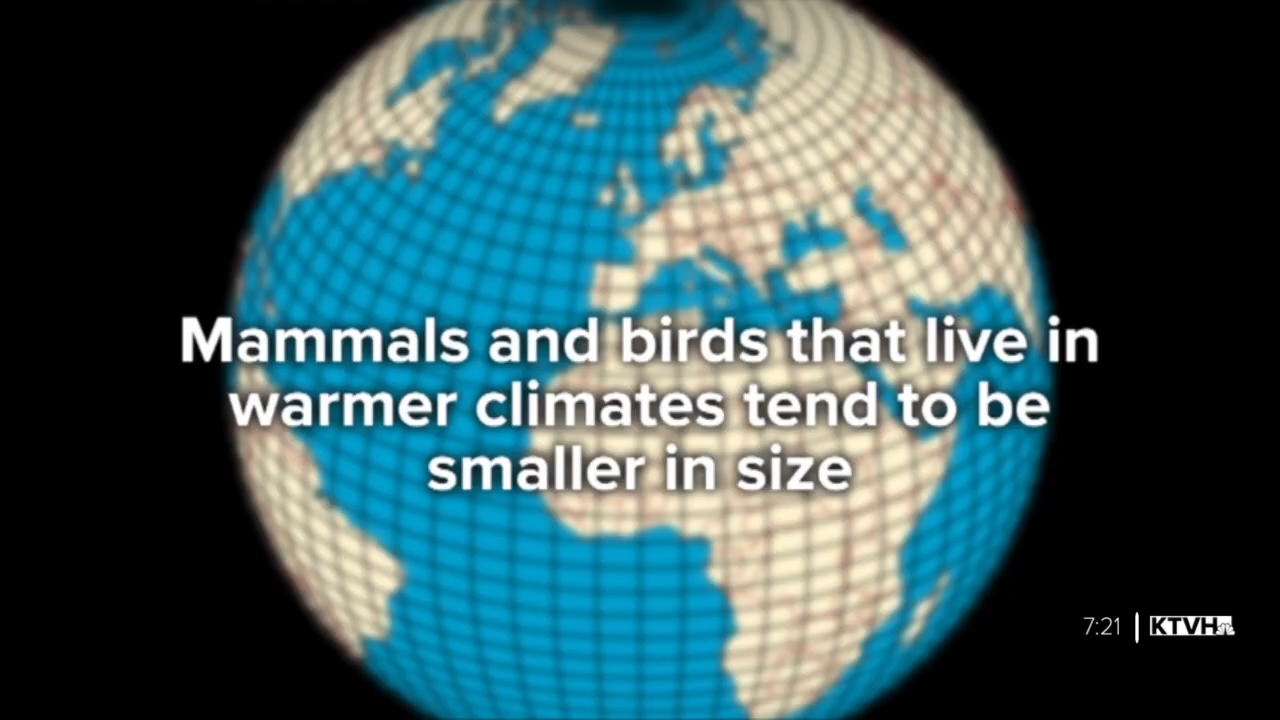 Mammals and birds that live in
warmer climates tend to be
smaller in size
7:21 KTVH